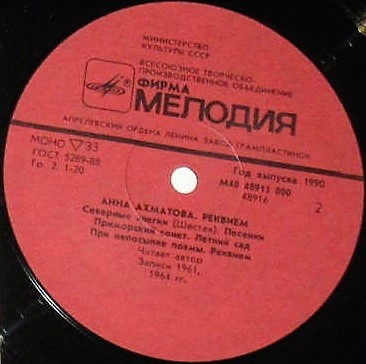 МИНИСТЕРСТВО
КУЛЬТУРЫ СССР
ВСЕСОЮЗНОЕ ТВОРЧЕСКО-
ПРОИЗВОДСТВЕННОЕ ОБЪЕДИНЕНИЕ
ФИРМА
МЕЛОДИЯ
АПРЕЛЕВСКИЙ ОРДЕНА ЛЕНИНА ЗАВОД ГРАМПЛАСТИНОК
МОНО 33
ГОСТ 5289-88
Гр. 2. 1-20
Год выпуска 1990
М40 48915 000
48916
2
АННА АХМАТОВА. РЕКВИЕМ
Северные элегии (Шестая). Песенки
Приморский сонет. Летний сад
При непосылке поэмы. Реквием
Читает автор
Записи 1961,
1964 гг.